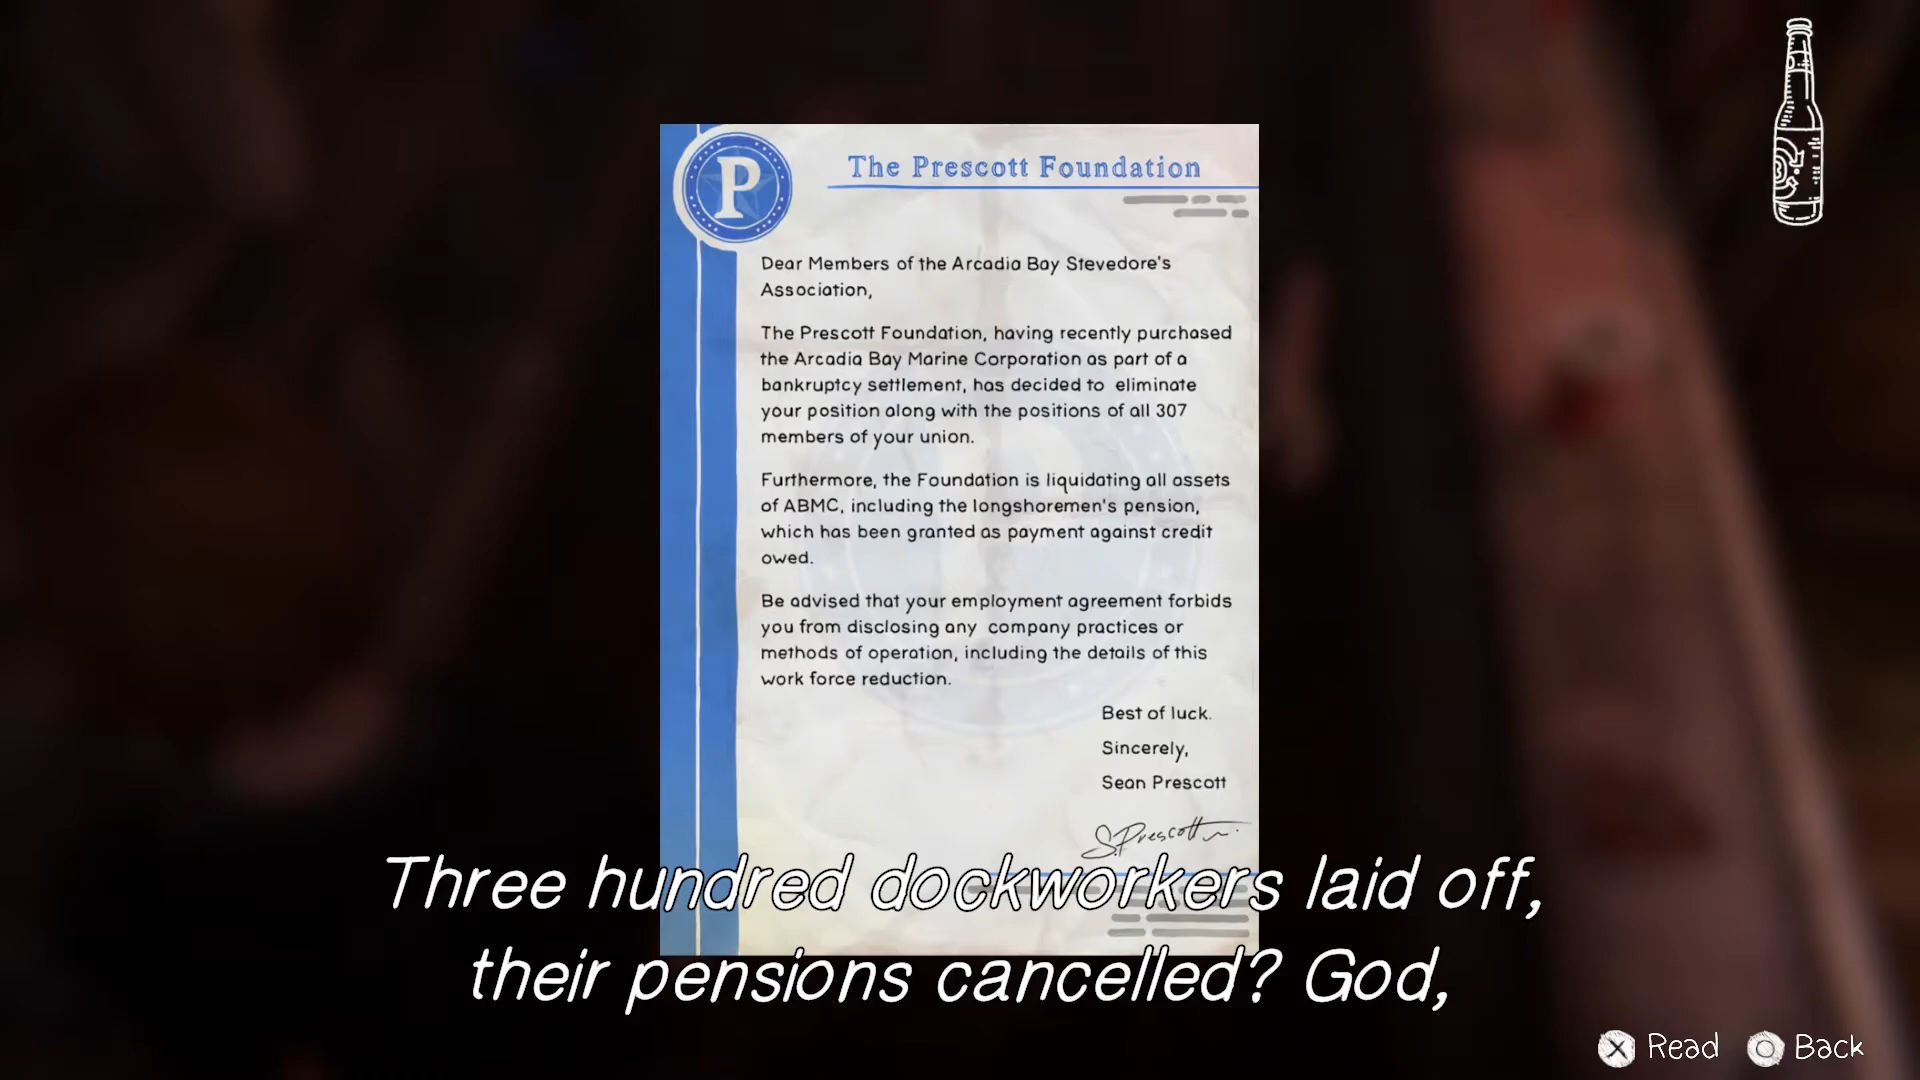 P
The Prescott Foundation
Dear Members of the Arcadia Bay Stevedore's
Association,
The Prescott Foundation, having recently purchased
the Arcadia Bay Marine Corporation as part of a
bankruptcy settlement, has decided to eliminate
your position along with the positions of all 307
members of your union.
Furthermore, the Foundation is liquidating all assets
of ABMC, including the longshoremen's pension,
which has been granted as payment against credit
owed.
Be advised that your employment agreement forbids
you from disclosing any company practices or
methods of operation, including the details of this
work force reduction.
Best of luck.
Sincerely,
Sean Prescott
S.Prescott
Three hundred dockworkers laid off,
their pensions cancelled? God,
Read Back